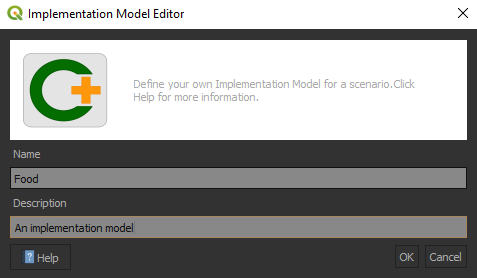 Implementation Model Editor
Define your own Implementation Model for a scenario.Click
Help for more information.
Name
Food
Description
An implementation model
Help
OK
Cancel